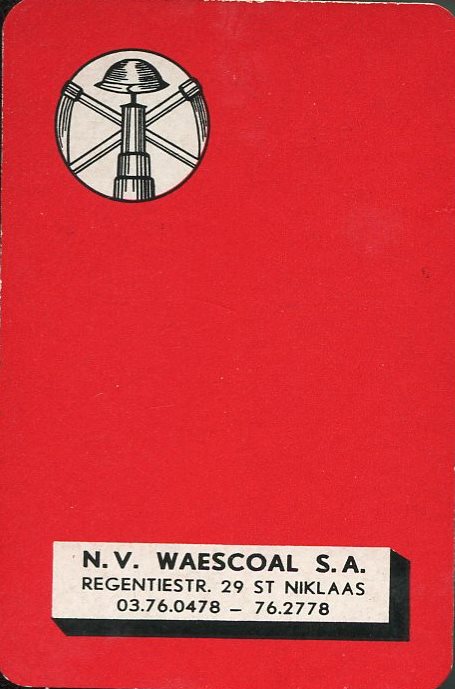 N.V. WAESCOAL S.A.
REGENTIESTR. 29 ST NIKLAAS
03.76.0478 – 76.2778